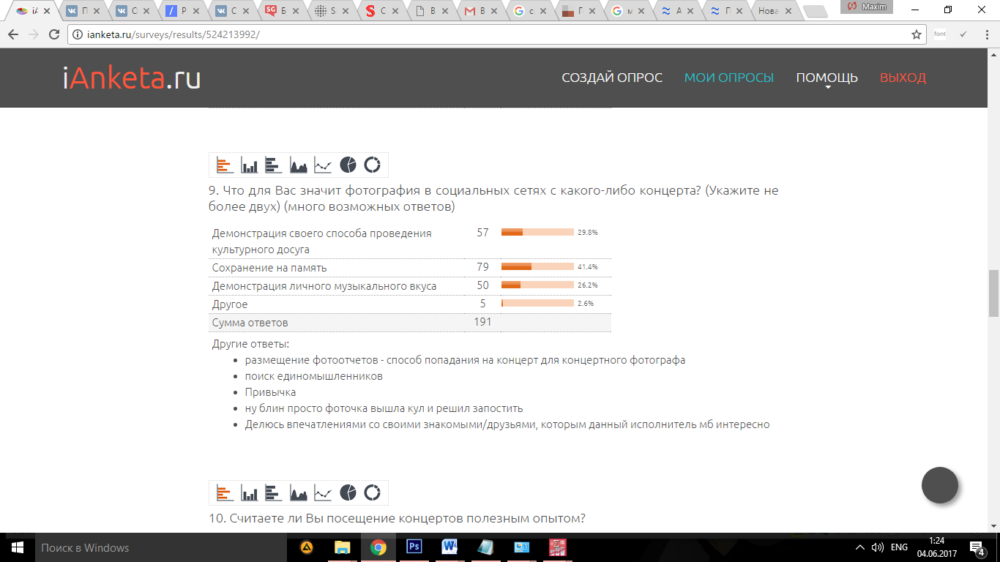 iA
П
О
Р
С
Б
S
С
В
В
с
Г
м
А
П
Нова
Maxim
ianketa.ru/surveys/results/524213992/
font
iAnketa.ru
СОЗДАЙ ОПРОС
МОИ ОПРОСЫ
ПОМОЩЬ
ВЫХОД
9. Что для Вас значит фотография в социальных сетях с какого-либо концерта? (Укажите не
более двух) (много возможных ответов)
Демонстрация своего способа проведения 57 29.8%
культурного досуга
Сохранение на память 79 41.4%
Демонстрация личного музыкального вкуса 50 26.2%
Другое 5 2.6%
Сумма ответов 191
Другие ответы:
размещение фотоотчетов - способ попадания на концерт для концертного фотографа
поиск единомышленников
Привычка
ну блин просто фоточка вышла кул и решил запостить
Делюсь впечатлениями со своими знакомыми/друзьями, которым данный исполнитель мб интересно
10. Считаете ли Вы посещение концертов полезным опытом?
Поиск в Windows
Ps
ENG
1:24
04.06.2017
4